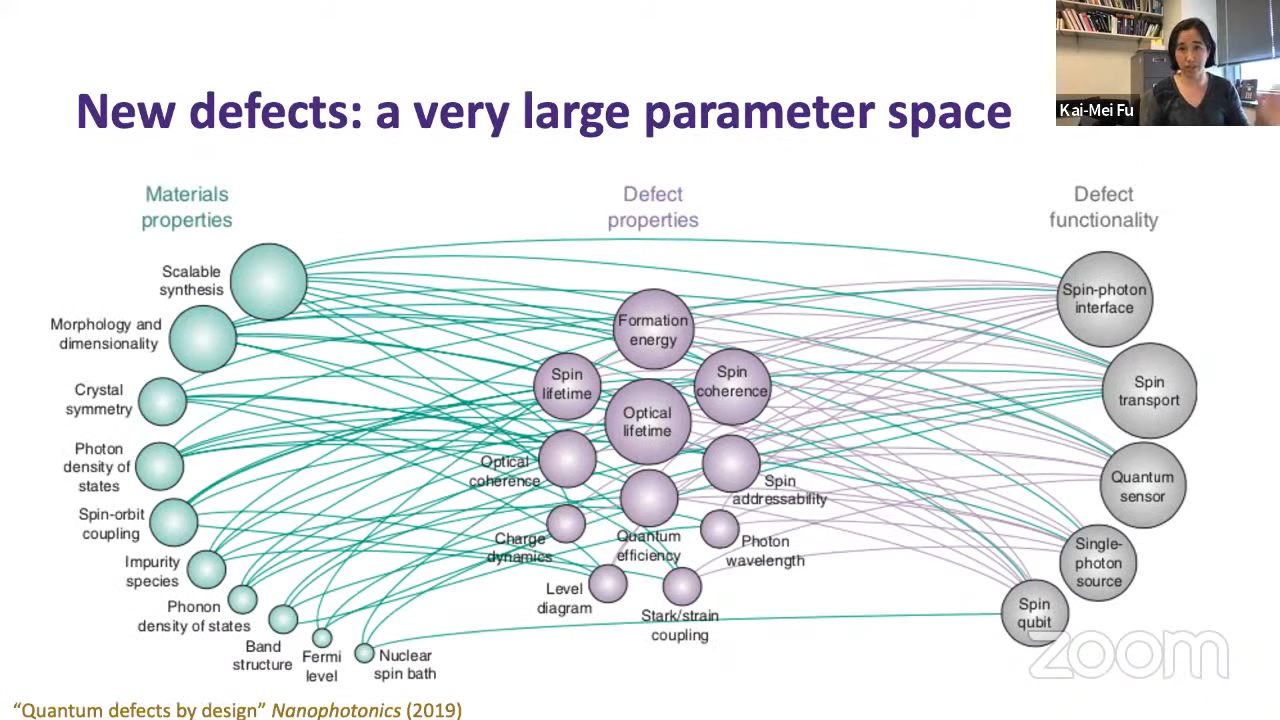 Kai-Mei Fu
New defects: a very large parameter space
Materials
properties
Defect
properties
Defect
functionality
Scalable
synthesis
Morphology and
dimensionality
Crystal
symmetry
Photon
density of
states
Spin-orbit
coupling
Impurity
species
Phonon
density of states
Band
structure
Fermi
level
Nuclear
spin bath
Formation
energy
Spin
lifetime
Spin
coherence
Optical
lifetime
Optical
coherence
Spin
addressability
Charge
dynamics
Quantum
efficiency
Photon
wavelength
Level
diagram
Stark/strain
coupling
Spin-photon
interface
Spin
transport
Quantum
sensor
Single-
photon
source
Spin
qubit
zoom
“Quantum defects by design” Nanophotonics (2019)